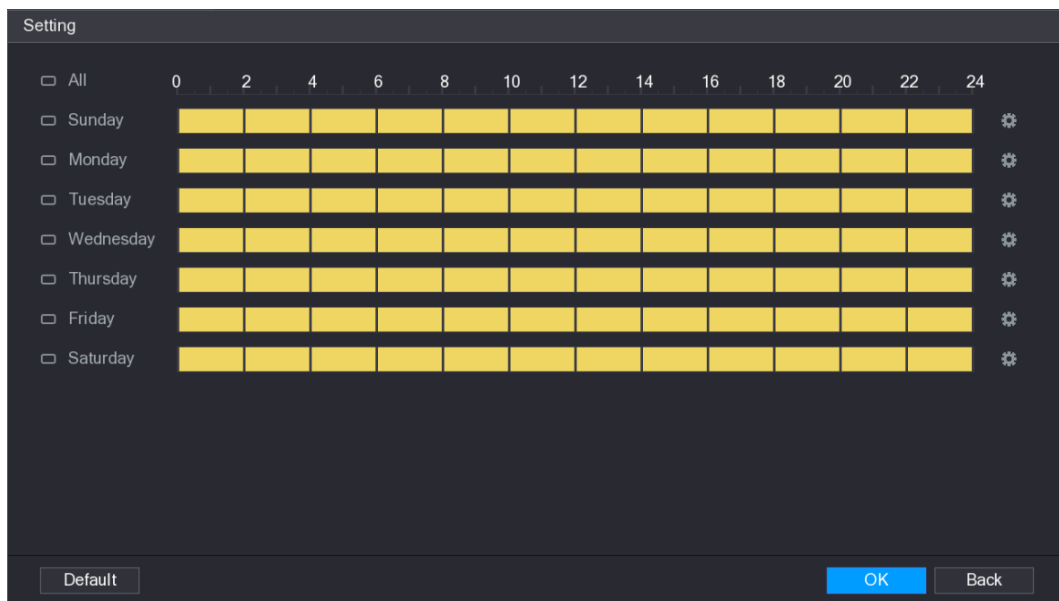 Setting
All 0 2 4 6 8 10 12 14 16 18 20 22 24
Sunday
Monday
Tuesday
Wednesday
Thursday
Friday
Saturday
Default OK Back